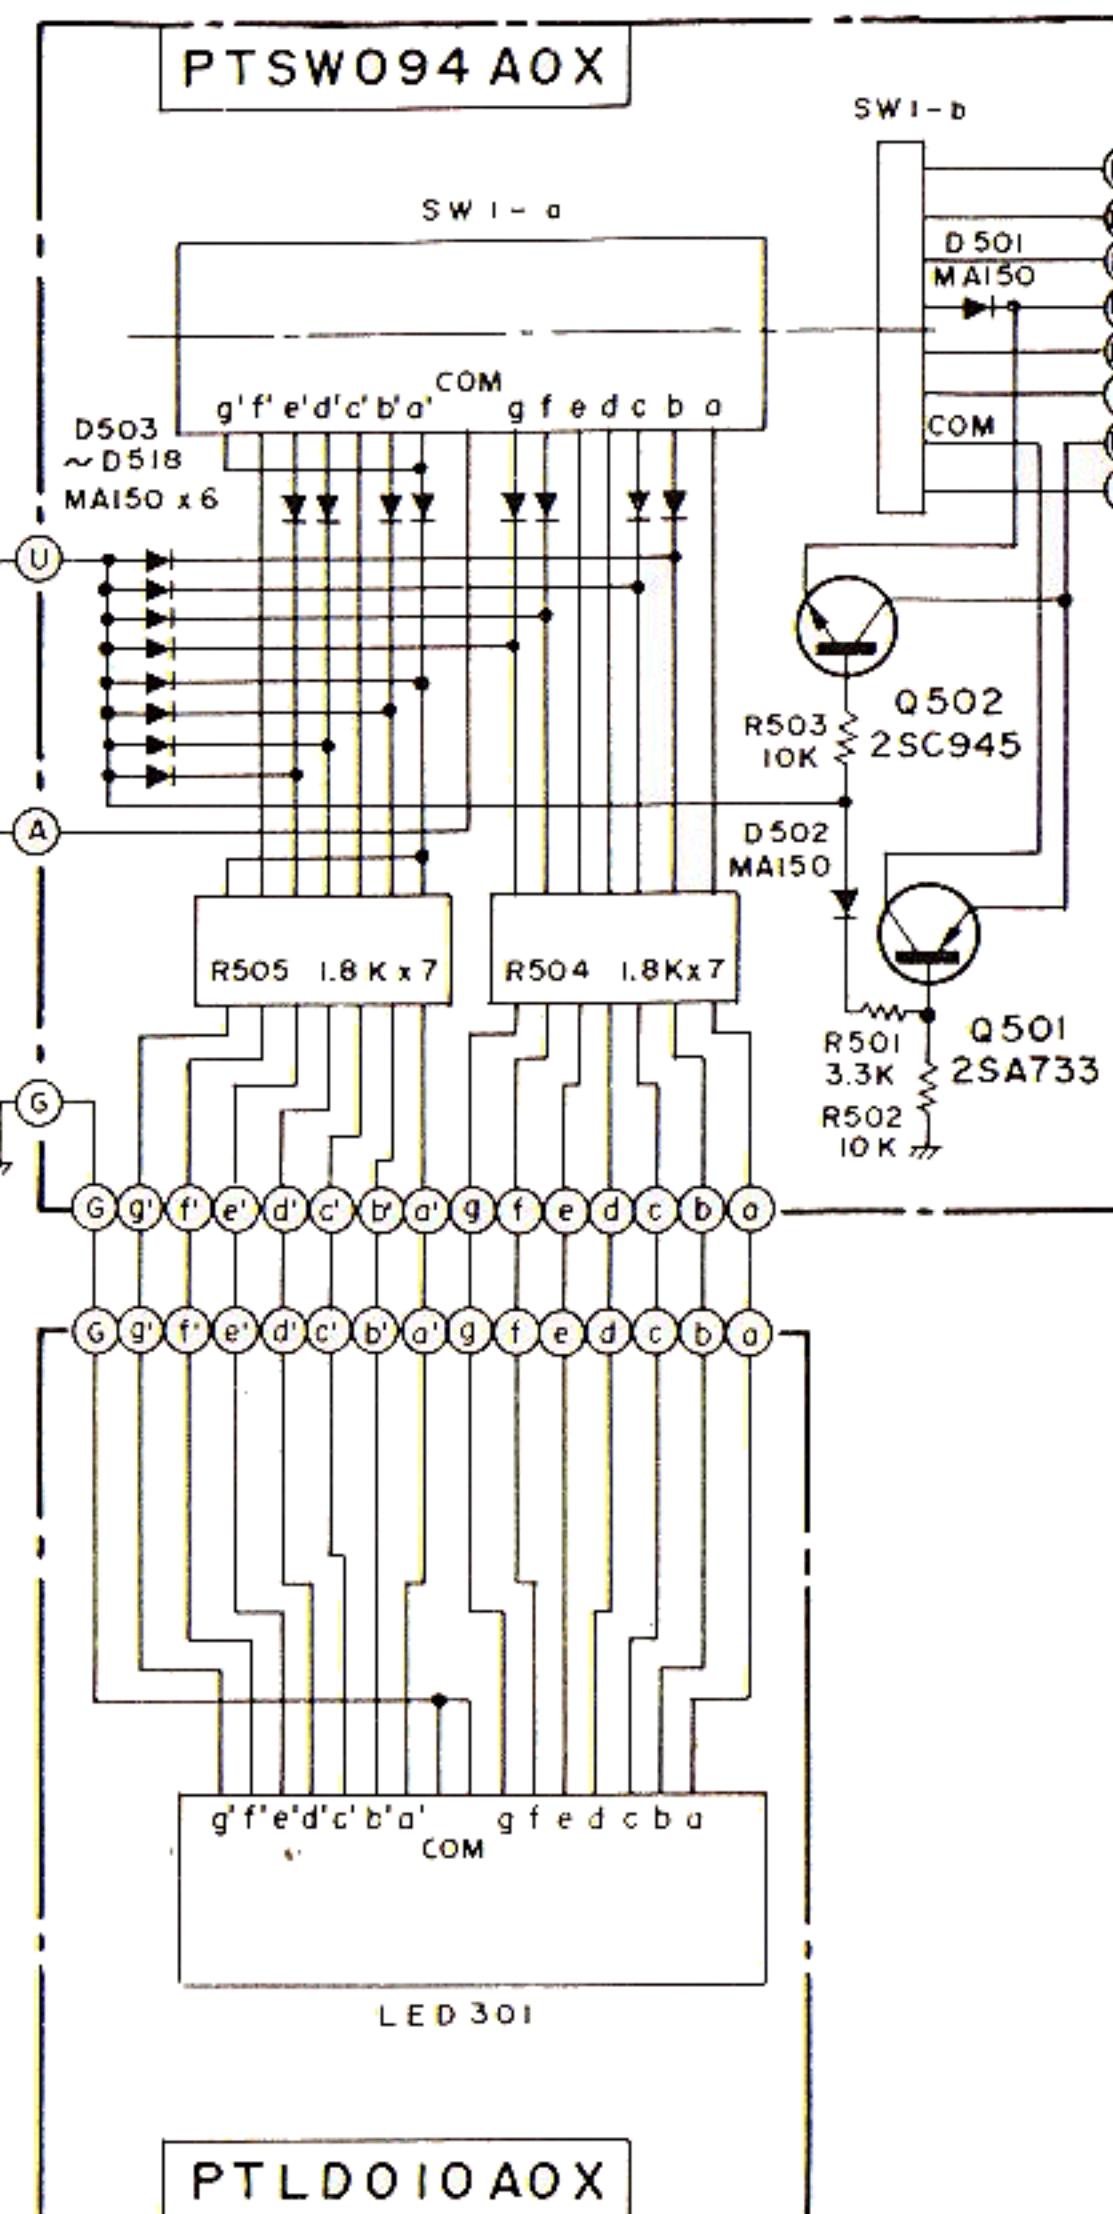 PTSW094A0X
SW1-b
SW1-a
D501
MA150
COM
g' f' e' d' c' b' a' g f e d c b a
D503
~D518
MA150 x 6
COM
U
Q502
2SC945
R503
10K
A
D502
MA150
R505 1.8K x 7
R504 1.8K x 7
Q501
2SA733
R501
3.3K
R502
10K
G
G g' f' e' d' c' b' a' g f e d c b a
G g' f' e' d' c' b' a' g f e d c b a
g' f' e' d' c' b' a' g f e d c b a
COM
LED301
PTLD010A0X